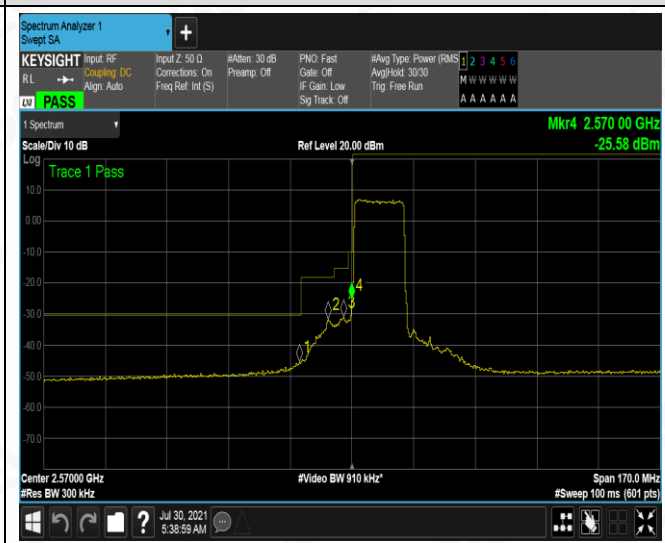 Spectrum Analyzer 1
Swept SA
+
KEYSIGHT
RL
LXI PASS
Input: RF
Coupling: DC
Align: Auto
Input Z: 50 Ω
Corrections: On
Freq Ref: Int (S)
#Atten: 30 dB
Preamp: Off
PNO: Fast
Gate: Off
IF Gain: Low
Sig Track: Off
#Avg Type: Power (RMS
Avg|Hold: 30/30
Trig: Free Run
1 2 3 4 5 6
M W W W W W
A A A A A A
1 Spectrum
Mkr4 2.570 00 GHz
-25.58 dBm
Scale/Div 10 dB
Ref Level 20.00 dBm
Log
Trace 1 Pass
10.0
0.00
-10.0
-20.0
-30.0
-40.0
-50.0
-60.0
-70.0
1
2
3
4
Center 2.57000 GHz
#Video BW 910 kHz*
Span 170.0 MHz
#Res BW 300 kHz
#Sweep 100 ms (601 pts)
?
Jul 30, 2021
5:38:59 AM